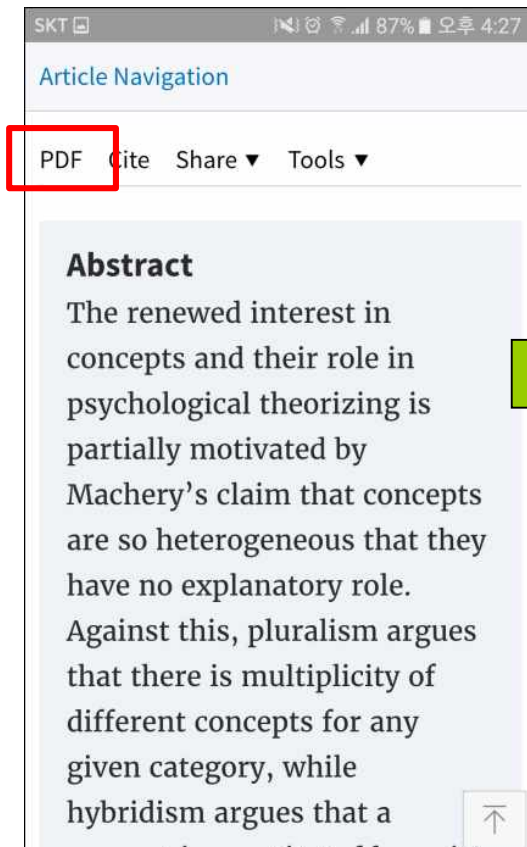 SKT 87% 오후 4:27
Article Navigation
PDF Cite Share ▼ Tools ▼
Abstract
The renewed interest in
concepts and their role in
psychological theorizing is
partially motivated by
Machery’s claim that concepts
are so heterogeneous that they
have no explanatory role.
Against this, pluralism argues
that there is multiplicity of
different concepts for any
given category, while
hybridism argues that a